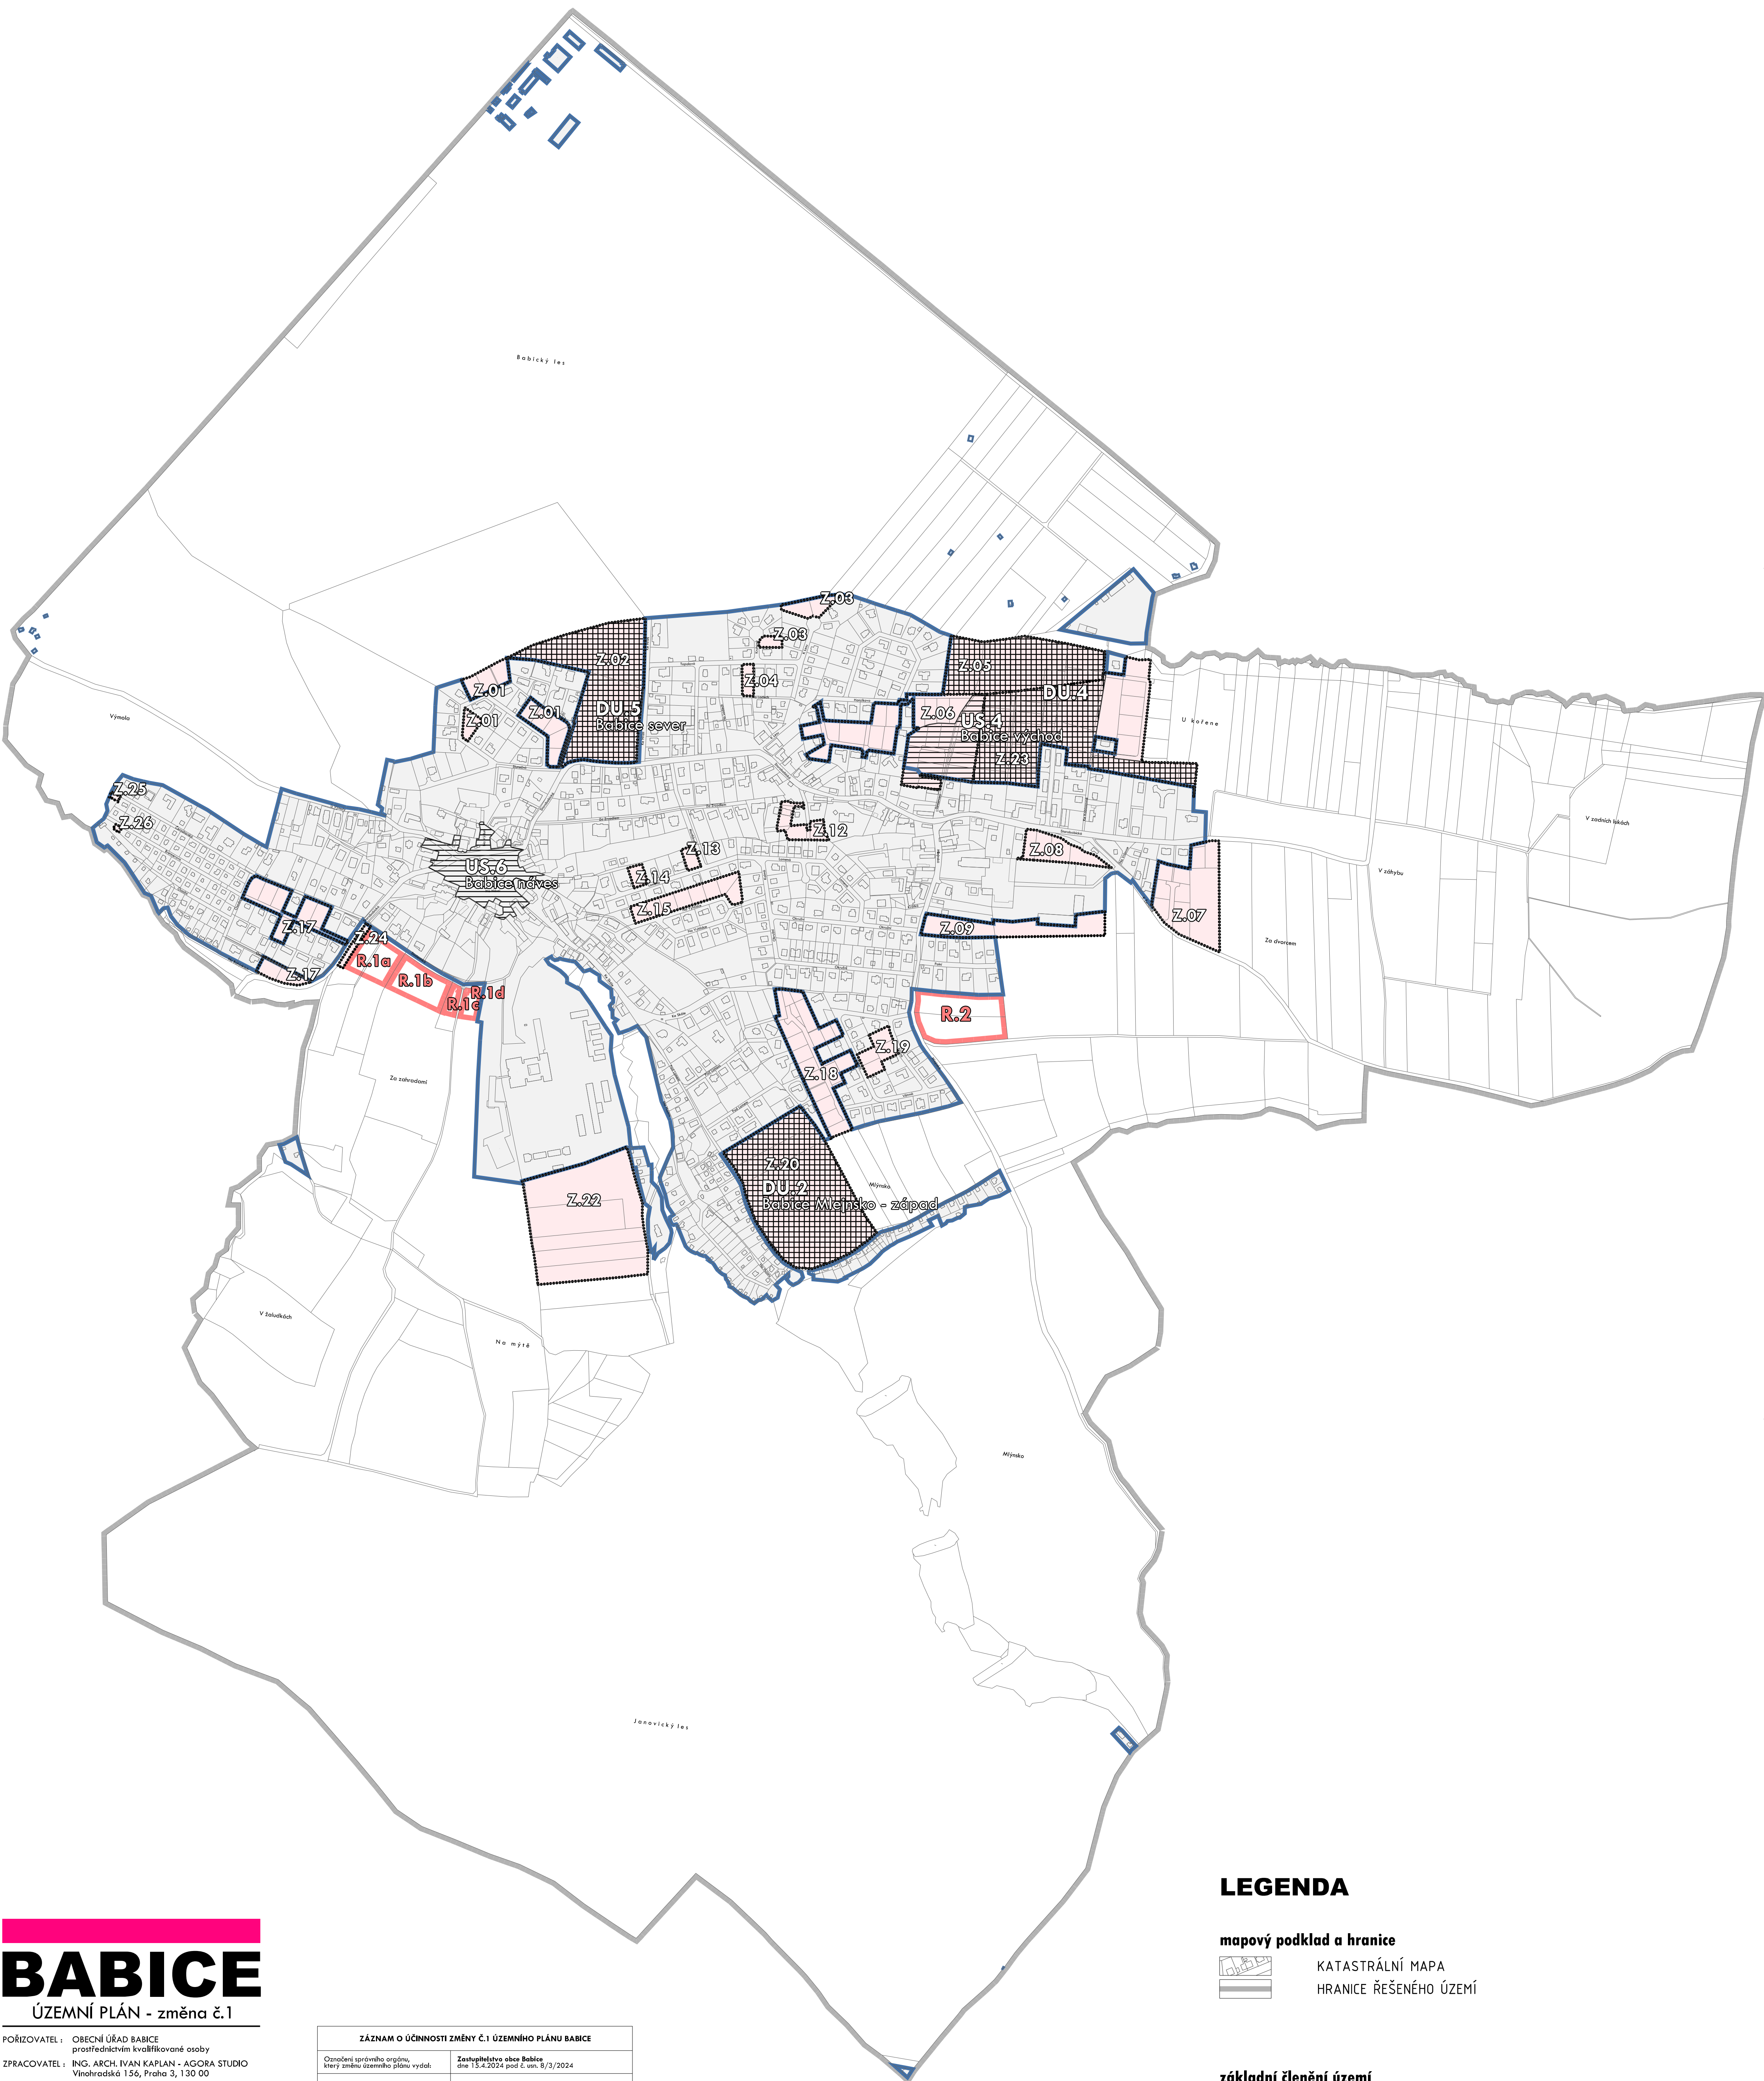 Babický les
Výmola
Z.03
Z.03
Z.02
Z.04
Z.01
Z.01
Z.01
DU.5
Babice sever
Z.05
DU.4
Z.06
US.4
Babice východ
Z.23
U kořene
V zadních lukách
V záhybu
Za dvorcem
Z.25
Z.26
Z.12
Z.13
Z.14
Z.15
Z.08
Z.07
Z.09
US.6
Babice náves
Z.17
Z.17
Z.24
R.1a
R.1b
R.1c
R.1d
R.2
Z.19
Z.18
Za zahradami
Z.20
DU.2
Babice Mlejnsko - západ
Mlýnsko
Z.22
V žaludkách
Na mýtě
Mlýnsko
Janovický les
LEGENDA
mapový podklad a hranice
KATASTRÁLNÍ MAPA
HRANICE ŘEŠENÉHO ÚZEMÍ
základní členění území
BABICE
ÚZEMNÍ PLÁN - změna č.1
POŘIZOVATEL : OBECNÍ ÚŘAD BABICE
prostřednictvím kvalifikované osoby
ZPRACOVATEL : ING. ARCH. IVAN KAPLAN - AGORA STUDIO
Vinohradská 156, Praha 3, 130 00
ZÁZNAM O ÚČINNOSTI ZMĚNY Č.1 ÚZEMNÍHO PLÁNU BABICE
Označení správního orgánu, Zastupitelstvo obce Babice
který změnu územního plánu vydal: dne 15.4.2024 pod č. usn. 8/3/2024